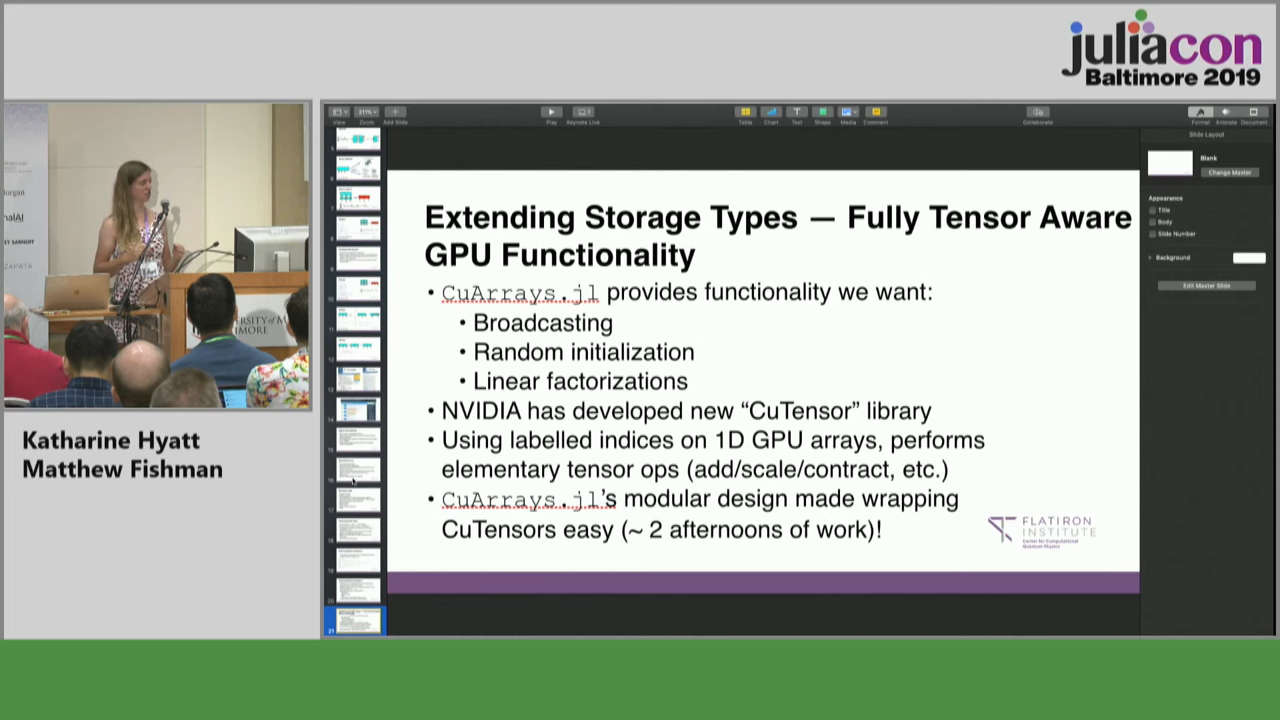 juliacon
Baltimore 2019
211%
View
Zoom
Add Slide
Play
Keynote Live
Table
Chart
Text
Shape
Media
Comment
Collaborate
Format
Animate
Document
Slide Layout
Blank
Change Master
Appearance
Title
Body
Slide Number
Background
Edit Master Slide
Extending Storage Types — Fully Tensor Aware
GPU Functionality
• CuArrays.jl provides functionality we want:
• Broadcasting
• Random initialization
• Linear factorizations
• NVIDIA has developed new “CuTensor” library
• Using labelled indices on 1D GPU arrays, performs
elementary tensor ops (add/scale/contract, etc.)
• CuArrays.jl’s modular design made wrapping
CuTensors easy (~ 2 afternoons of work)!
FLATIRON
INSTITUTE
Center for Computational
Quantum Physics
21
Katharine Hyatt
Matthew Fishman